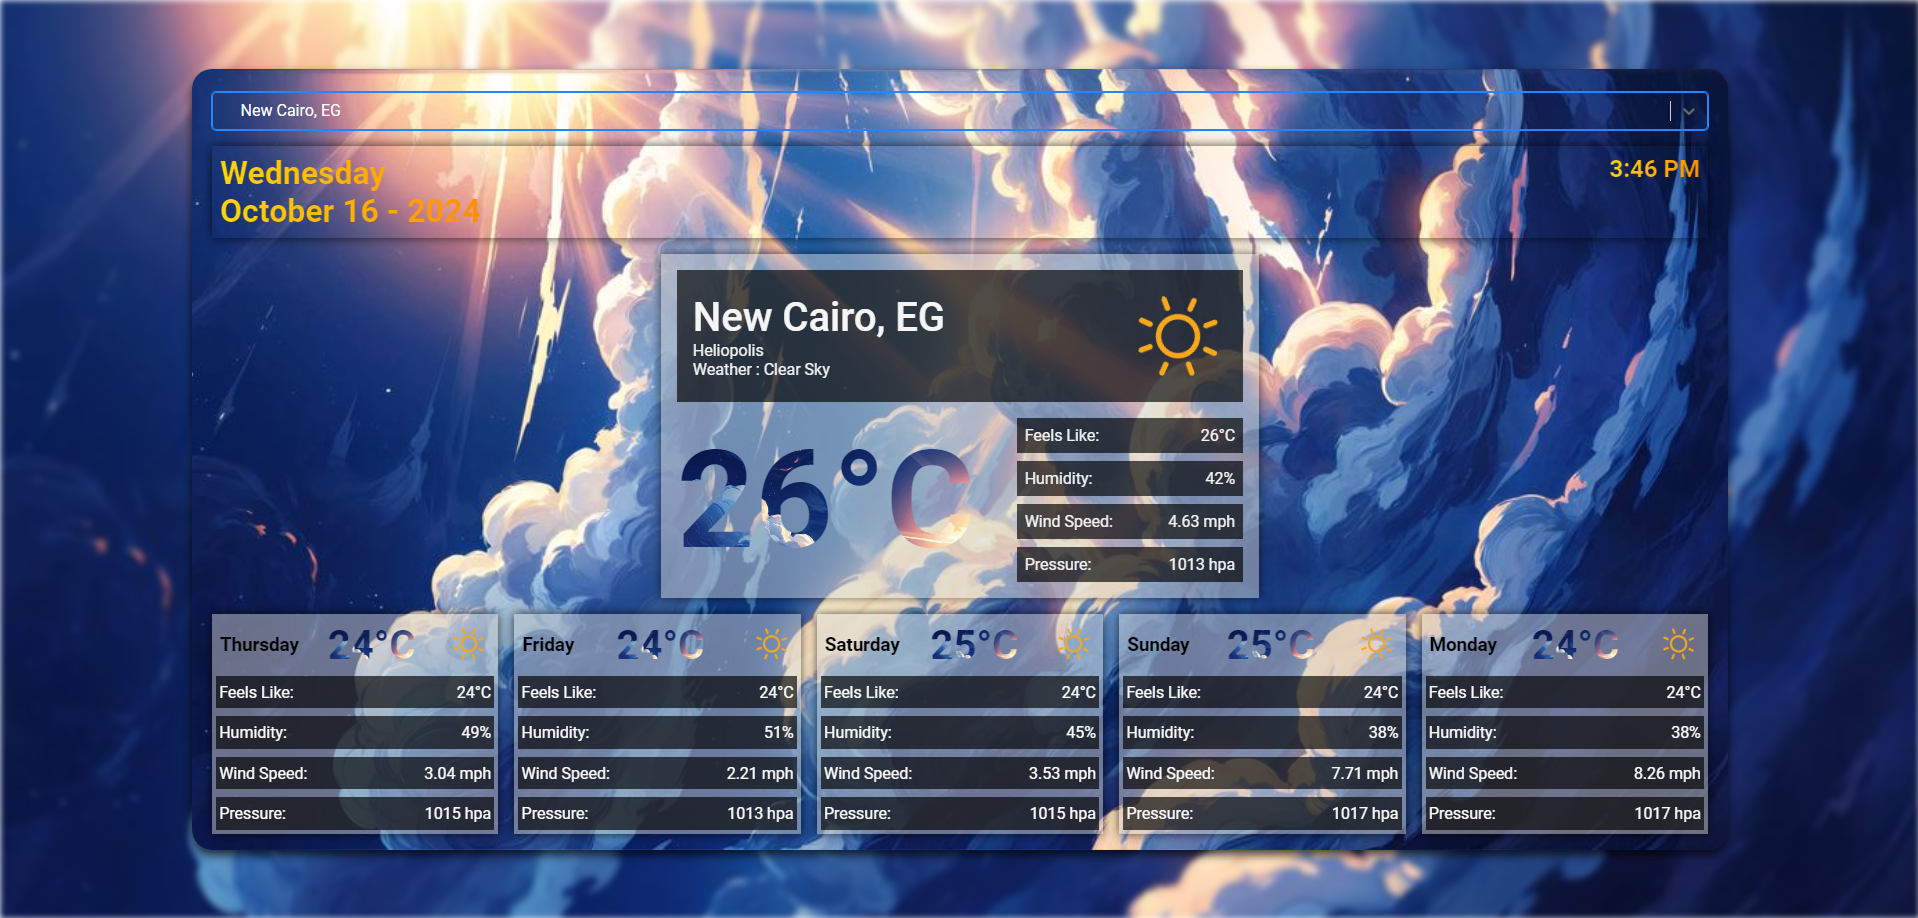 New Cairo, EG
Wednesday
October 16 - 2024
3:46 PM
New Cairo, EG
Heliopolis
Weather : Clear Sky
26°C
Feels Like: 26°C
Humidity: 42%
Wind Speed: 4.63 mph
Pressure: 1013 hpa
Thursday 24°C
Feels Like: 24°C
Humidity: 49%
Wind Speed: 3.04 mph
Pressure: 1015 hpa
Friday 24°C
Feels Like: 24°C
Humidity: 51%
Wind Speed: 2.21 mph
Pressure: 1013 hpa
Saturday 25°C
Feels Like: 24°C
Humidity: 45%
Wind Speed: 3.53 mph
Pressure: 1015 hpa
Sunday 25°C
Feels Like: 24°C
Humidity: 38%
Wind Speed: 7.71 mph
Pressure: 1017 hpa
Monday 24°C
Feels Like: 24°C
Humidity: 38%
Wind Speed: 8.26 mph
Pressure: 1017 hpa